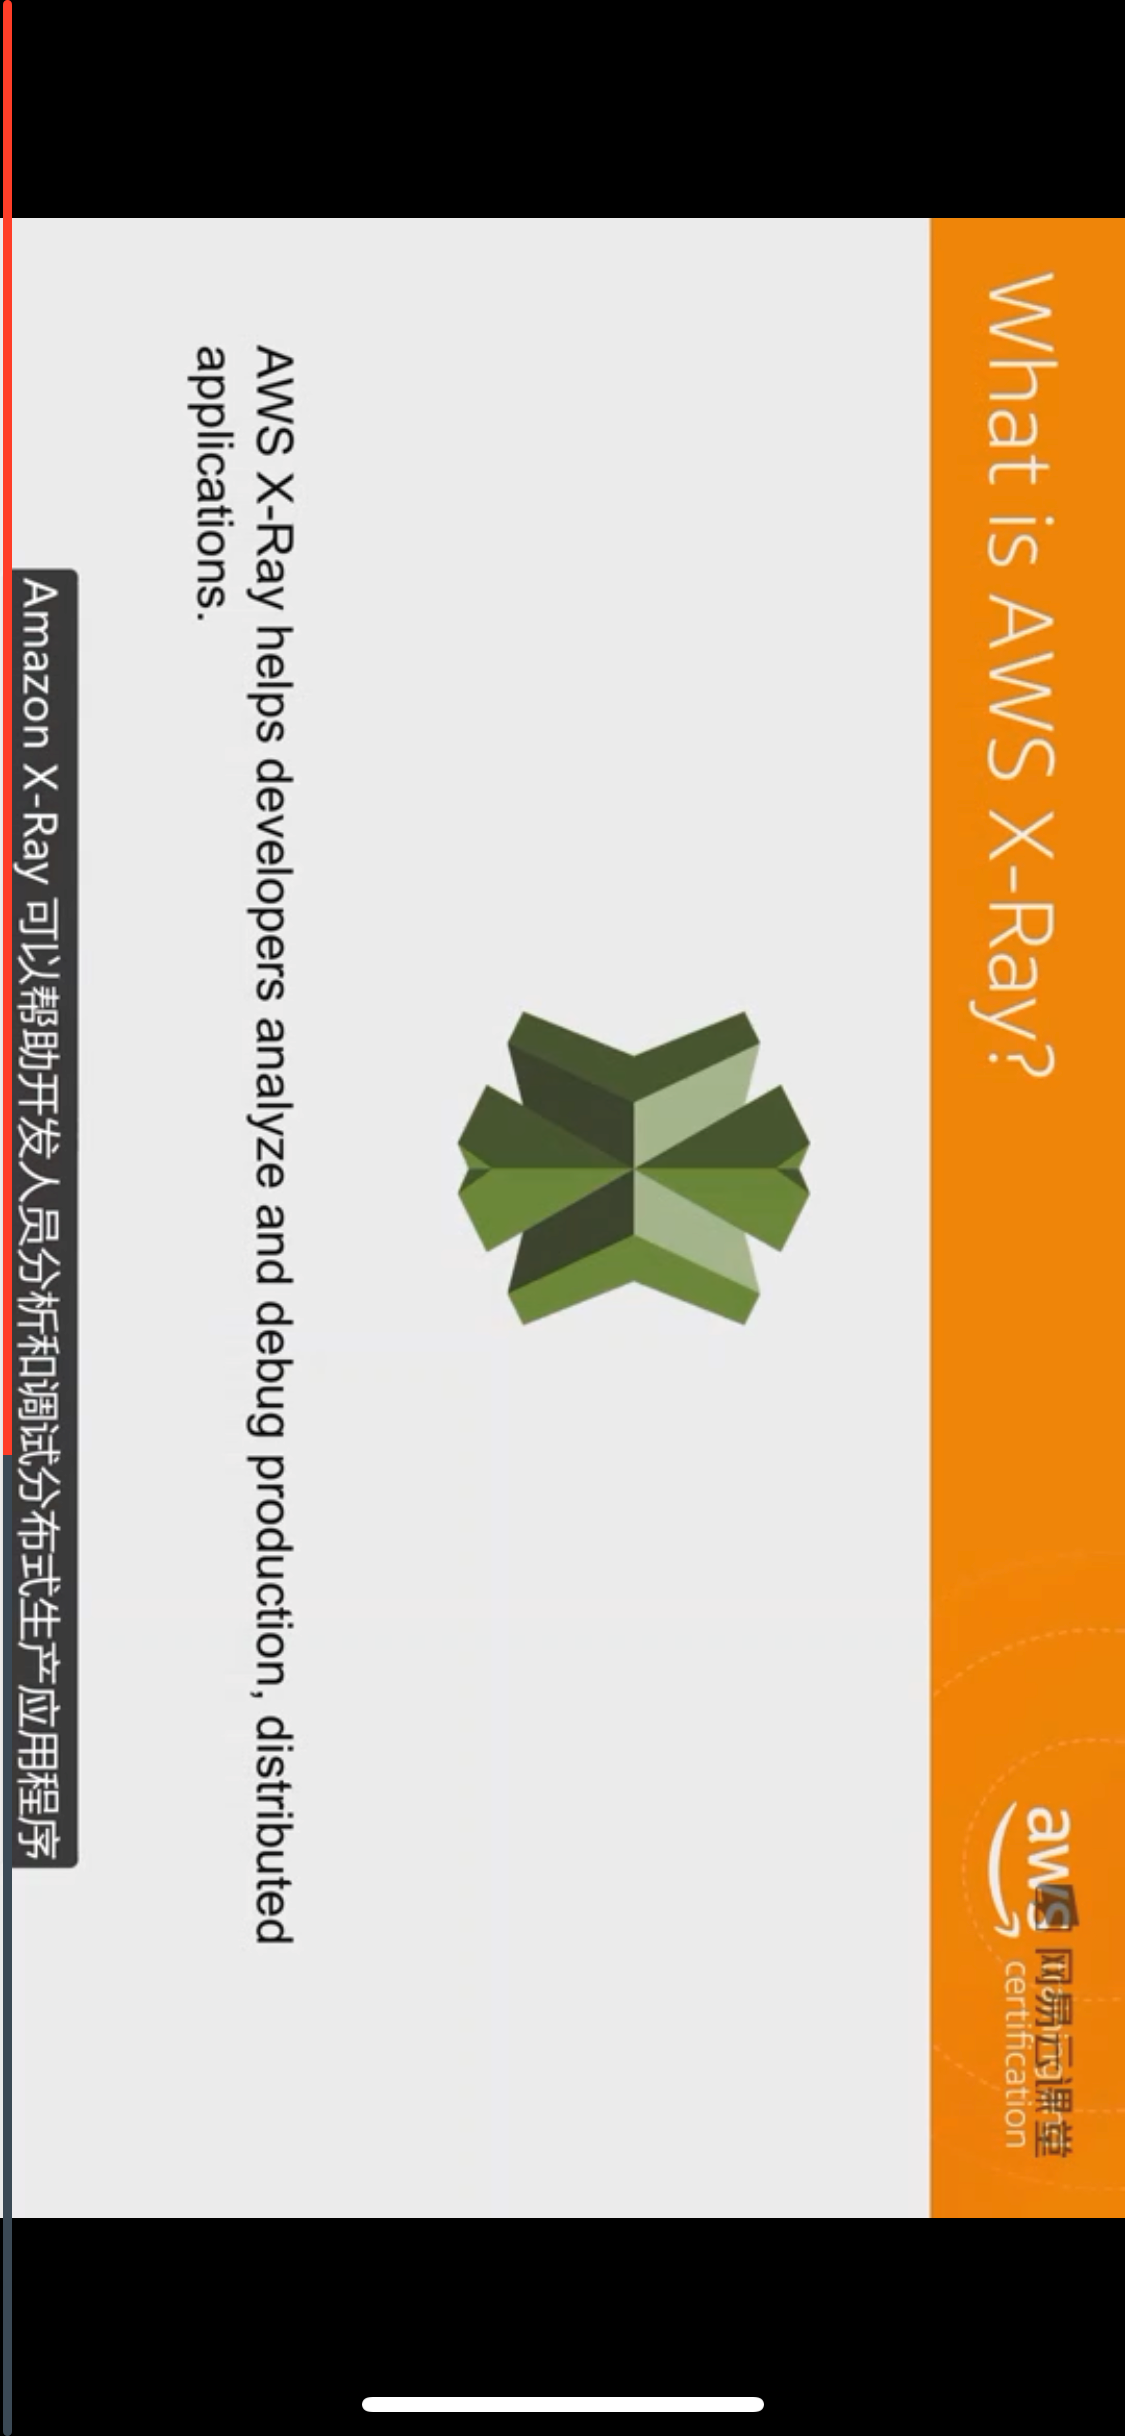 What is AWS X-Ray?
aws
网易云课堂
certification
AWS X-Ray helps developers analyze and debug production, distributed
applications.
Amazon X-Ray 可以帮助开发人员分析和调试分布式生产应用程序